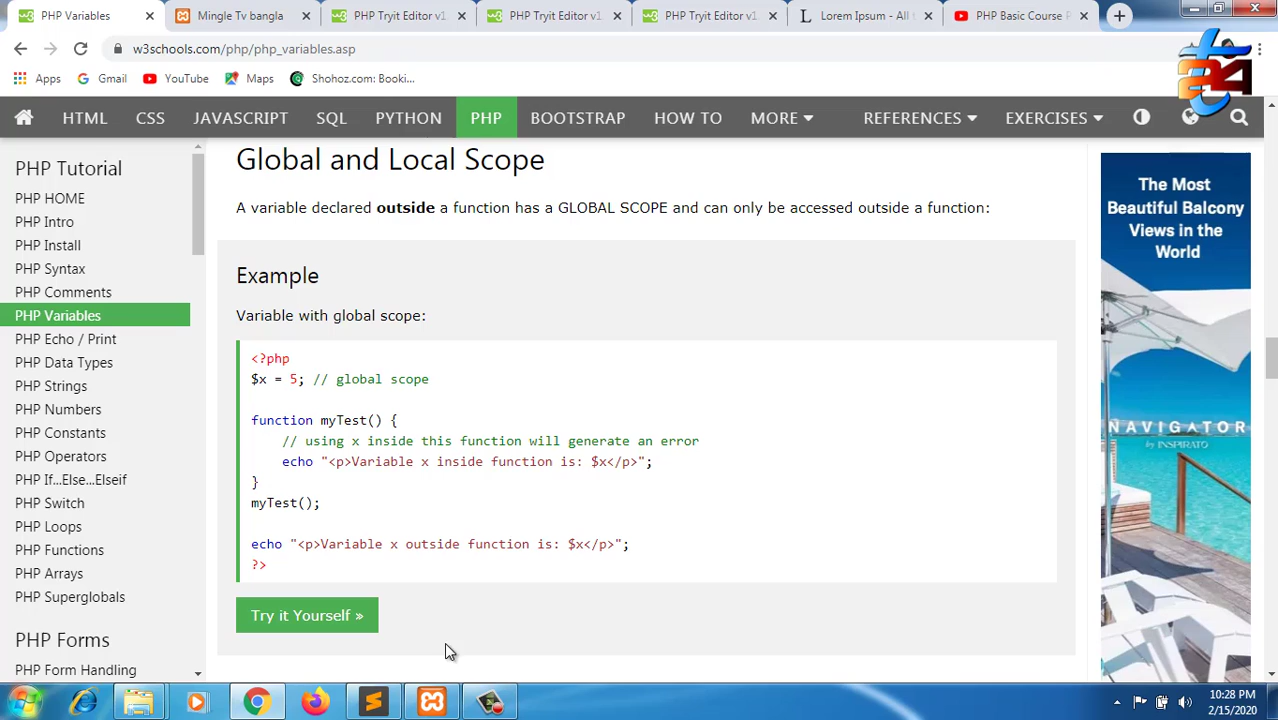 PHP Variables
Mingle Tv bangla
PHP Tryit Editor v1
PHP Tryit Editor v1
PHP Tryit Editor v1
Lorem Ipsum - All
PHP Basic Course P
w3schools.com/php/php_variables.asp
Apps
Gmail
YouTube
Maps
Shohoz.com: Booki...
HTML
CSS
JAVASCRIPT
SQL
PYTHON
PHP
BOOTSTRAP
HOW TO
MORE
REFERENCES
EXERCISES
PHP Tutorial
PHP HOME
PHP Intro
PHP Install
PHP Syntax
PHP Comments
PHP Variables
PHP Echo / Print
PHP Data Types
PHP Strings
PHP Numbers
PHP Constants
PHP Operators
PHP If...Else...Elseif
PHP Switch
PHP Loops
PHP Functions
PHP Arrays
PHP Superglobals
PHP Forms
PHP Form Handling
Global and Local Scope
A variable declared outside a function has a GLOBAL SCOPE and can only be accessed outside a function:
Example
Variable with global scope:
<?php
$x = 5; // global scope
function myTest() {
// using x inside this function will generate an error
echo "<p>Variable x inside function is: $x</p>";
}
myTest();
echo "<p>Variable x outside function is: $x</p>";
?>
Try it Yourself »
The Most
Beautiful Balcony
Views in the
World
NAVIGATOR
by INSPIRATO
10:28 PM
2/15/2020